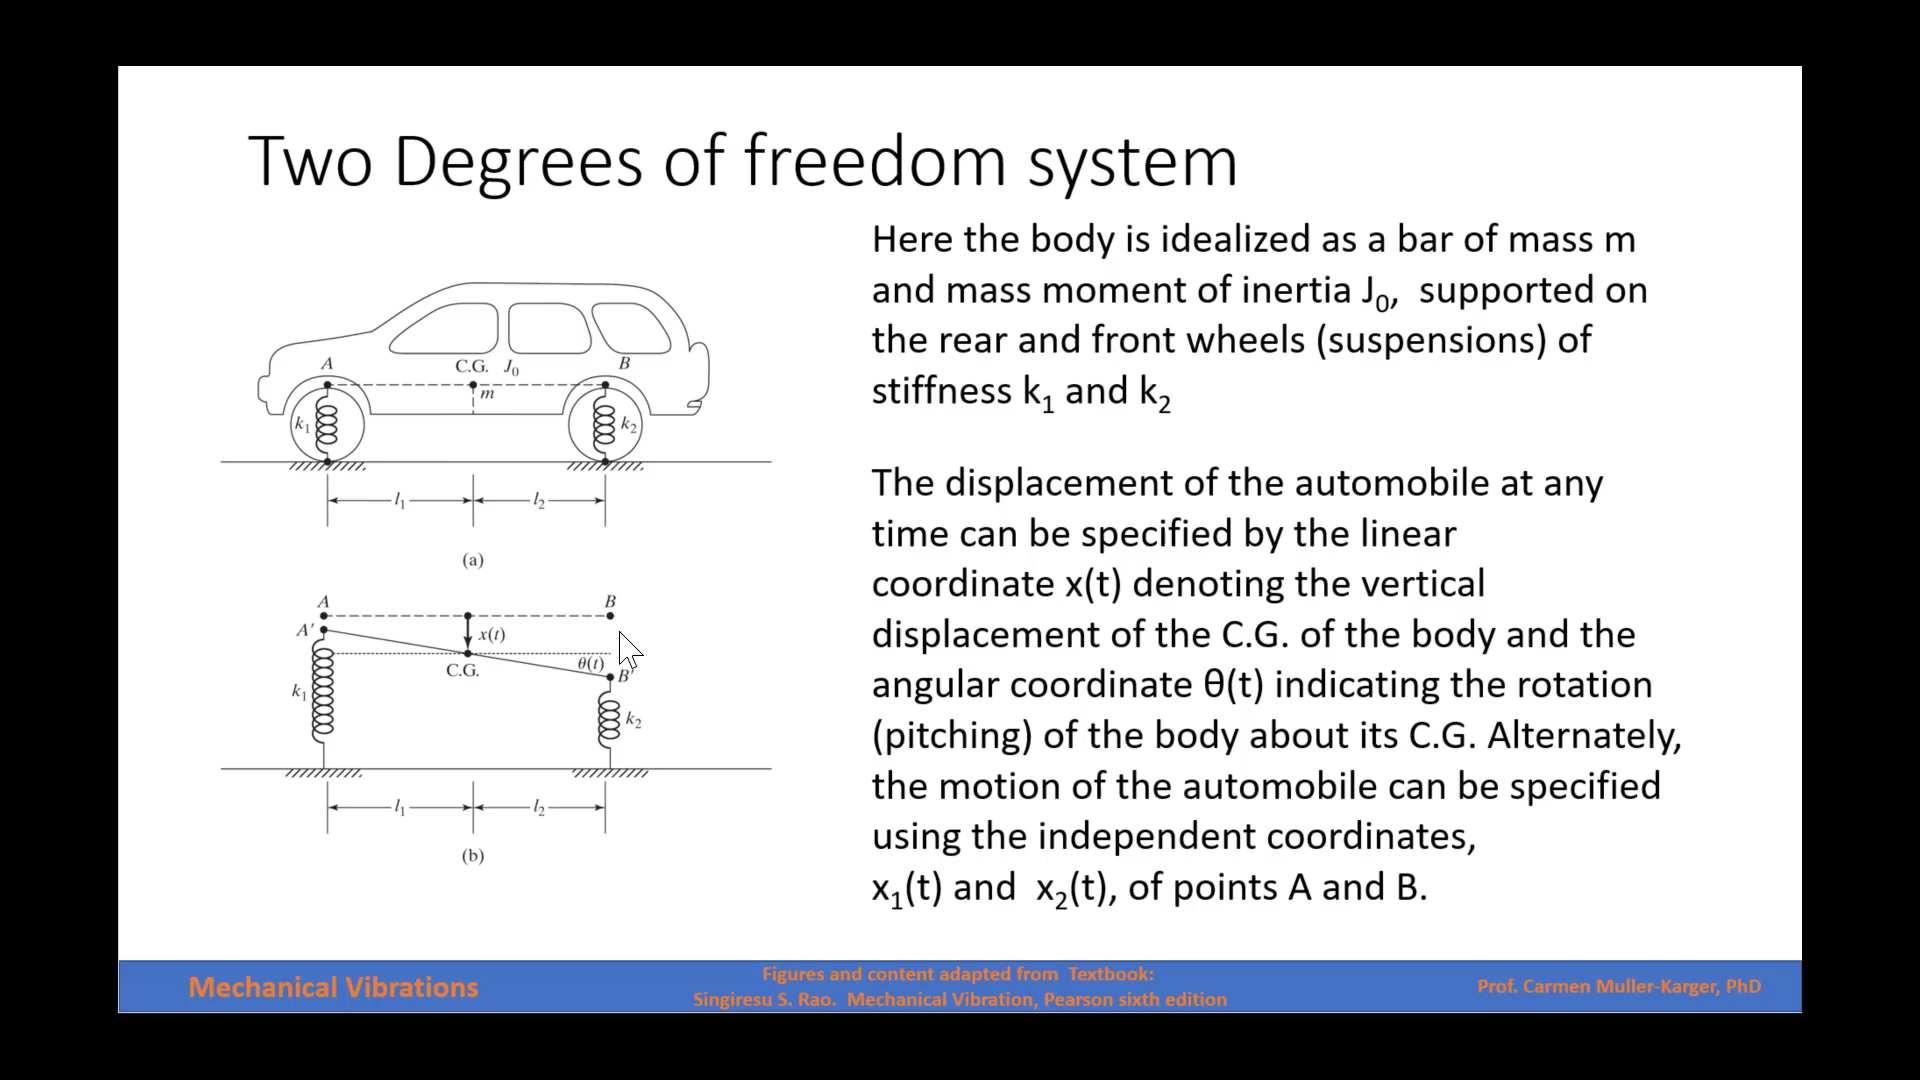 Two Degrees of freedom system
Here the body is idealized as a bar of mass m
and mass moment of inertia J₀, supported on
the rear and front wheels (suspensions) of
stiffness k₁ and k₂
The displacement of the automobile at any
time can be specified by the linear
coordinate x(t) denoting the vertical
displacement of the C.G. of the body and the
angular coordinate θ(t) indicating the rotation
(pitching) of the body about its C.G. Alternately,
the motion of the automobile can be specified
using the independent coordinates,
x₁(t) and x₂(t), of points A and B.
A C.G. J₀ B
m
k₁ k₂
l₁ l₂
(a)
A B
A′ x(t)
C.G. θ(t) B′
k₁ k₂
l₁ l₂
(b)
Mechanical Vibrations
Figures and content adapted from Textbook:
Singiresu S. Rao. Mechanical Vibration, Pearson sixth edition
Prof. Carmen Muller-Karger, PhD